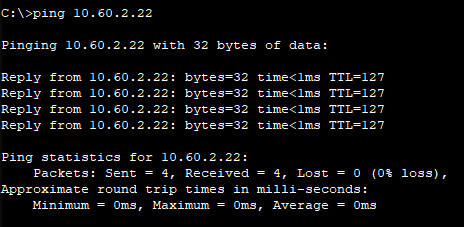 C:\>ping 10.60.2.22
Pinging 10.60.2.22 with 32 bytes of data:
Reply from 10.60.2.22: bytes=32 time<1ms TTL=127
Reply from 10.60.2.22: bytes=32 time<1ms TTL=127
Reply from 10.60.2.22: bytes=32 time<1ms TTL=127
Reply from 10.60.2.22: bytes=32 time<1ms TTL=127
Ping statistics for 10.60.2.22:
Packets: Sent = 4, Received = 4, Lost = 0 (0% loss),
Approximate round trip times in milli-seconds:
Minimum = 0ms, Maximum = 0ms, Average = 0ms